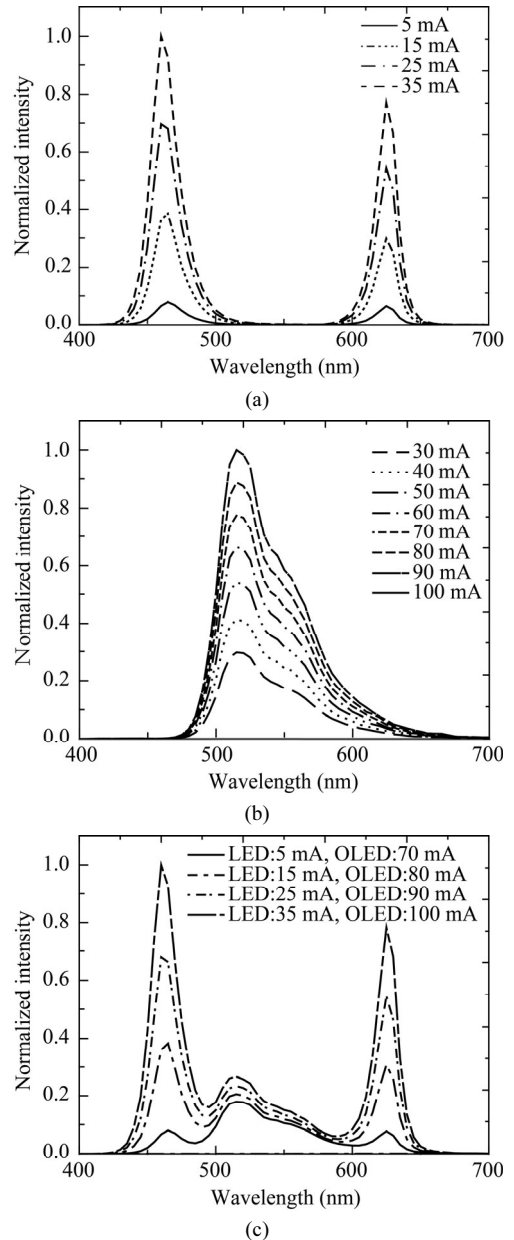 5 mA
15 mA
25 mA
35 mA
Normalized intensity
1.0
0.8
0.6
0.4
0.2
0.0
400
500
600
700
Wavelength (nm)
(a)
30 mA
40 mA
50 mA
60 mA
70 mA
80 mA
90 mA
100 mA
Normalized intensity
1.0
0.8
0.6
0.4
0.2
0.0
400
500
600
700
Wavelength (nm)
(b)
LED:5 mA, OLED:70 mA
LED:15 mA, OLED:80 mA
LED:25 mA, OLED:90 mA
LED:35 mA, OLED:100 mA
Normalized intensity
1.0
0.8
0.6
0.4
0.2
0.0
400
500
600
700
Wavelength (nm)
(c)